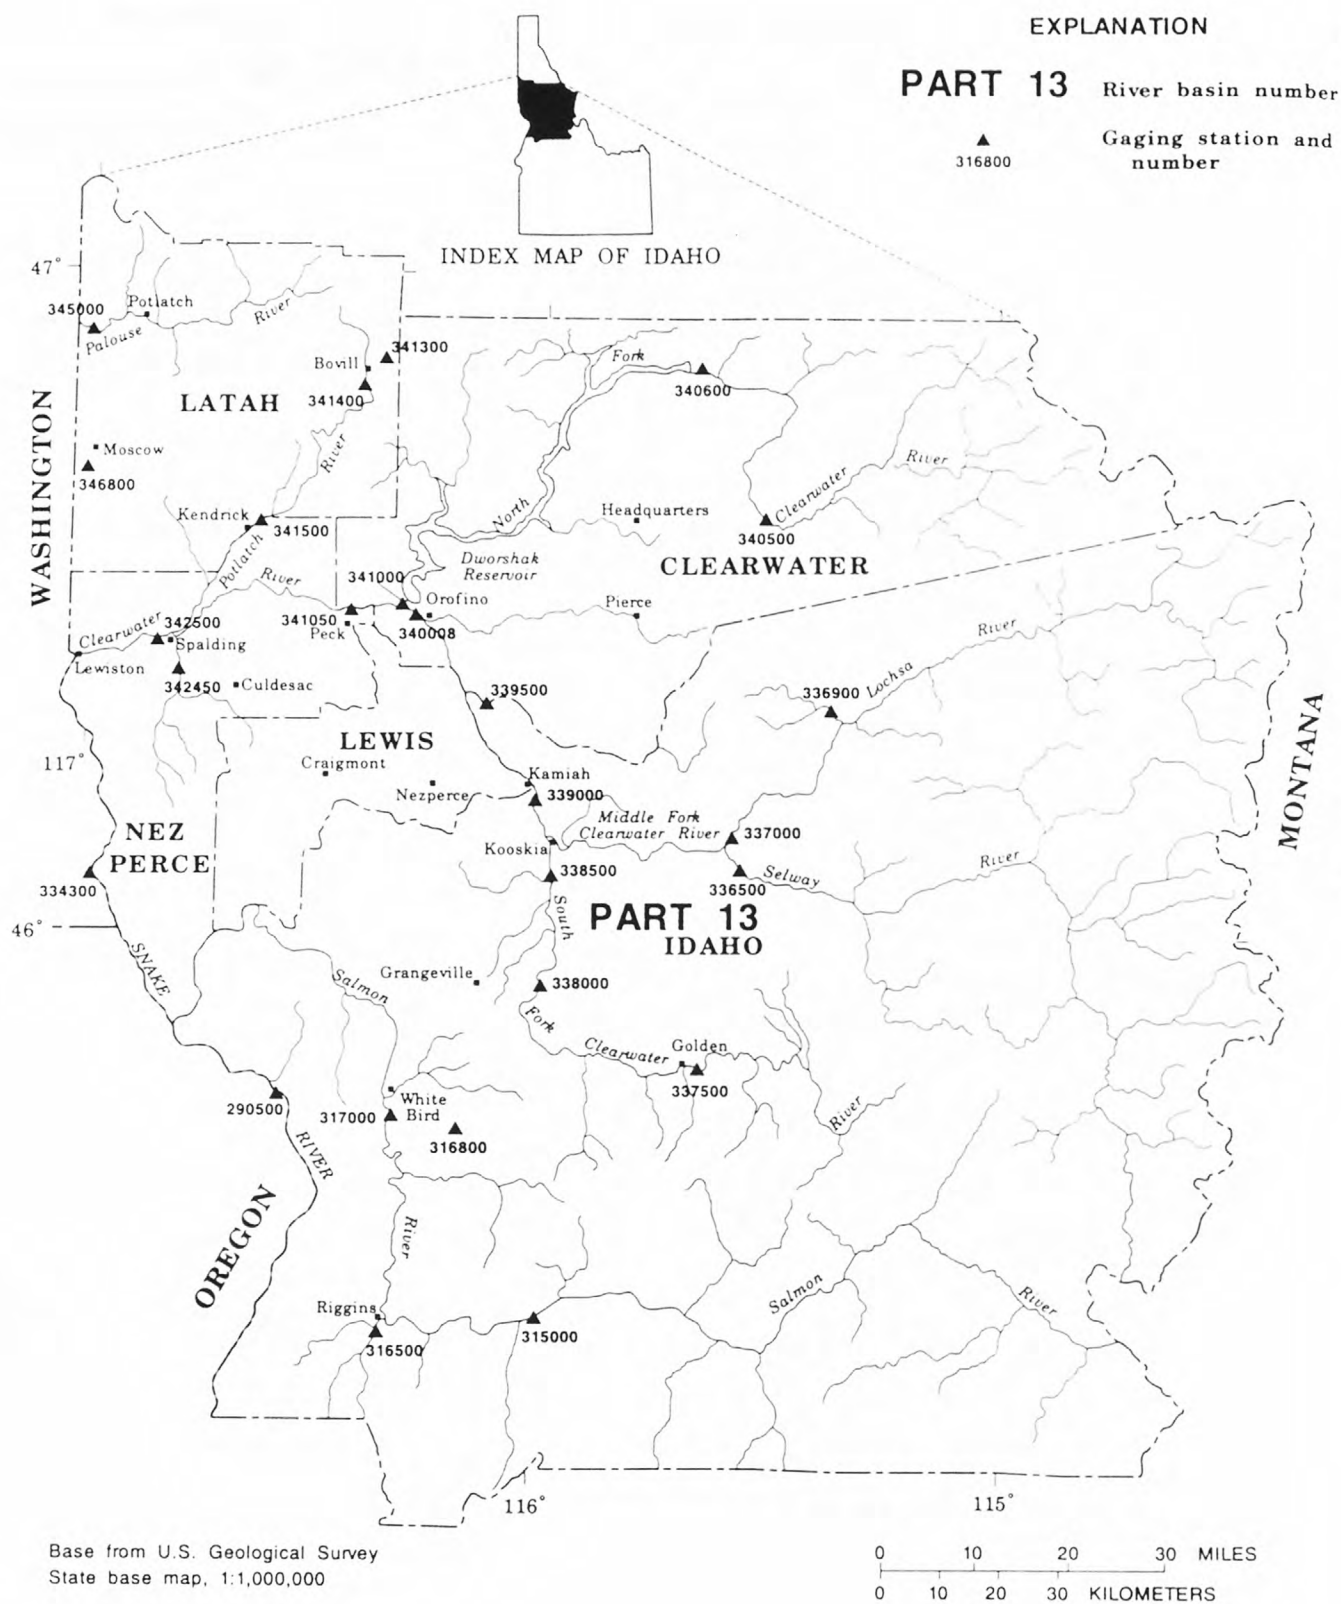 EXPLANATION
PART 13 River basin number
316800
Gaging station and
number
INDEX MAP OF IDAHO
47°
345000
Potlatch
Palouse
River
341300
Bovill
341400
LATAH
Fork
340600
WASHINGTON
Moscow
346800
River
Clearwater
River
Kendrick
341500
North
Headquarters
340500
Potlatch
River
Dworshak
Reservoir
CLEARWATER
341000
Orofino
Pierce
Clearwater
342500
341050
Peck
340008
Spalding
Lewiston
342450
Culdesac
River
Lochsa
339500
336900
LEWIS
MONTANA
117°
Craigmont
Nezperce
Kamiah
339000
NEZ
PERCE
Middle Fork
Clearwater River
337000
Kooskia
338500
336500
Selway
River
334300
South
PART 13
IDAHO
46°
SNAKE
Salmon
Grangeville
338000
Fork
Clearwater
Golden
337500
290500
317000
White
Bird
316800
River
RIVER
OREGON
River
Riggins
316500
315000
Salmon
River
116°
115°
Base from U.S. Geological Survey
State base map, 1:1,000,000
0 10 20 30 MILES
0 10 20 30 KILOMETERS